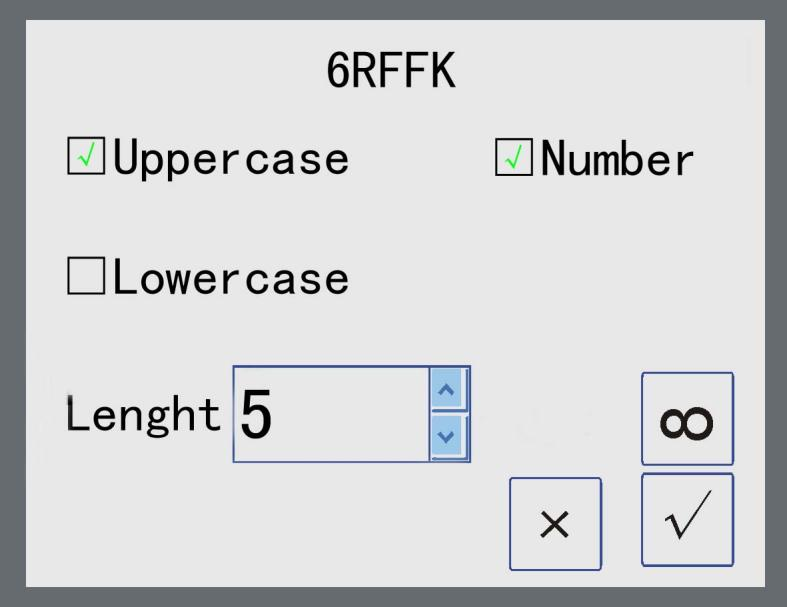 6RFFK
√Uppercase √Number
Lowercase
Lenght 5
∞
× √